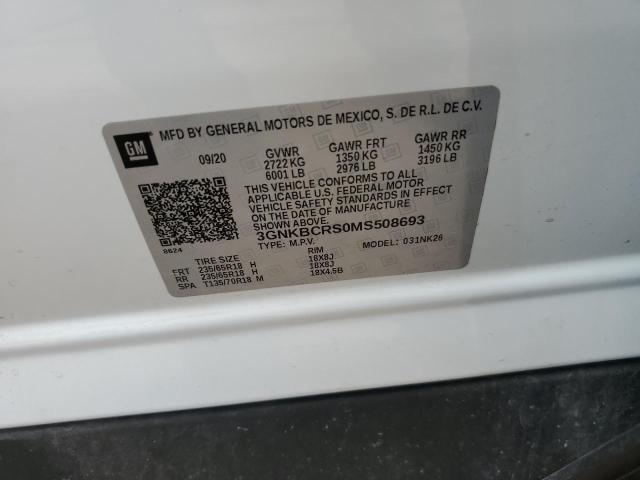 GM
MFD BY GENERAL MOTORS DE MEXICO, S. DE R.L. DE C.V.
09/20 GVWR GAWR FRT GAWR RR
2722 KG 1350 KG 1450 KG
6001 LB 2976 LB 3196 LB
THIS VEHICLE CONFORMS TO ALL
APPLICABLE U.S. FEDERAL MOTOR
VEHICLE SAFETY STANDARDS IN EFFECT
ON THE DATE OF MANUFACTURE SHOWN ABOVE
3GNKBCRS0MS508693
8624 TYPE: M.P.V. MODEL: 031NK26
TIRE SIZE RIM
FRT 235/65R18 H 18X8J
RR 235/65R18 H 18X8J
SPA T135/70R18 M 18X4.5B